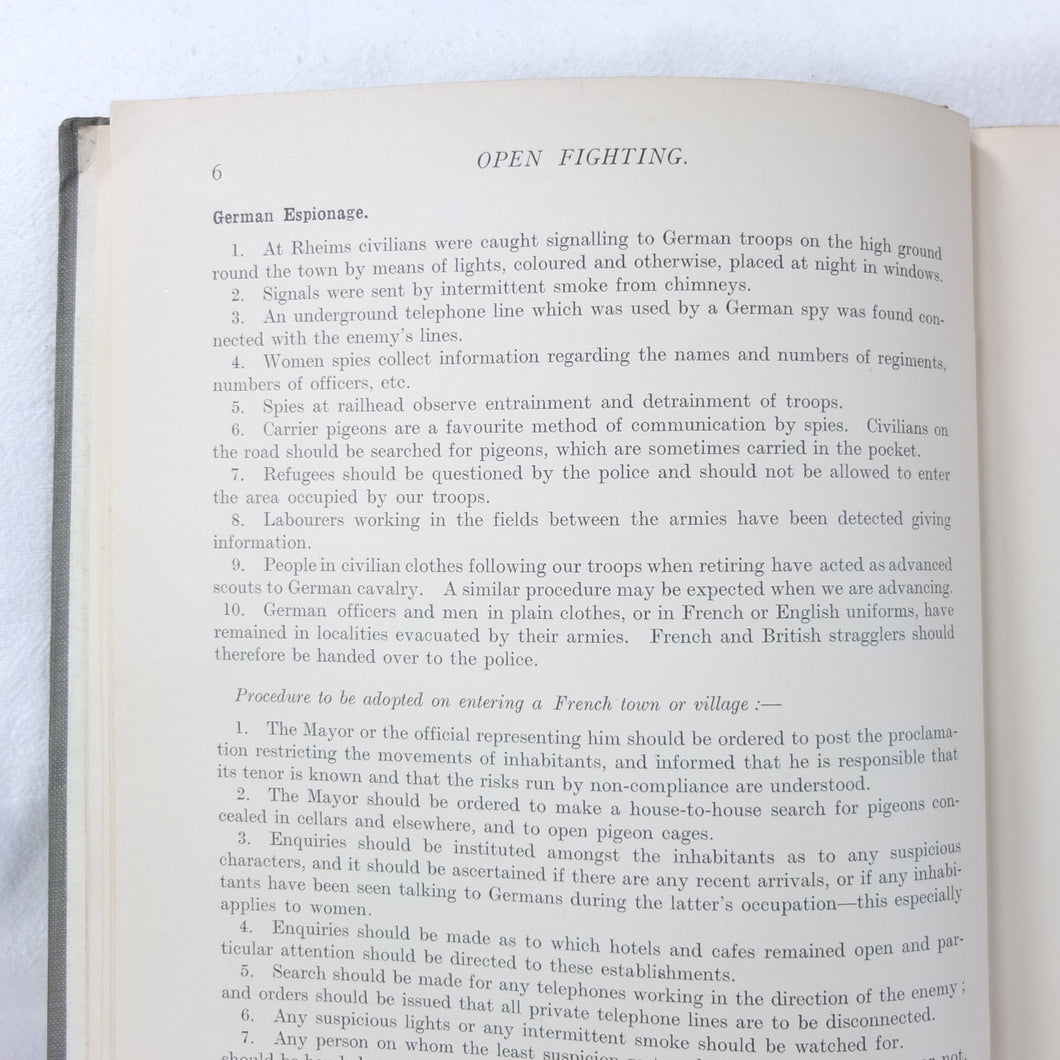 6
OPEN FIGHTING.
German Espionage.
1. At Rheims civilians were caught signalling to German troops on the high ground
round the town by means of lights, coloured and otherwise, placed at night in windows.
2. Signals were sent by intermittent smoke from chimneys.
3. An underground telephone line which was used by a German spy was found con-
nected with the enemy's lines.
4. Women spies collect information regarding the names and numbers of regiments,
numbers of officers, etc.
5. Spies at railhead observe entrainment and detrainment of troops.
6. Carrier pigeons are a favourite method of communication by spies. Civilians on
the road should be searched for pigeons, which are sometimes carried in the pocket.
7. Refugees should be questioned by the police and should not be allowed to enter
the area occupied by our troops.
8. Labourers working in the fields between the armies have been detected giving
information.
9. People in civilian clothes following our troops when retiring have acted as advanced
scouts to German cavalry. A similar procedure may be expected when we are advancing.
10. German officers and men in plain clothes, or in French or English uniforms, have
remained in localities evacuated by their armies. French and British stragglers should
therefore be handed over to the police.
Procedure to be adopted on entering a French town or village :—
1. The Mayor or the official representing him should be ordered to post the proclama-
tion restricting the movements of inhabitants, and informed that he is responsible that
its tenor is known and that the risks run by non-compliance are understood.
2. The Mayor should be ordered to make a house-to-house search for pigeons con-
cealed in cellars and elsewhere, and to open pigeon cages.
3. Enquiries should be instituted amongst the inhabitants as to any suspicious
characters, and it should be ascertained if there are any recent arrivals, or if any inhabi-
tants have been seen talking to Germans during the latter's occupation—this especially
applies to women.
4. Enquiries should be made as to which hotels and cafes remained open and par-
ticular attention should be directed to these establishments.
5. Search should be made for any telephones working in the direction of the enemy ;
and orders should be issued that all private telephone lines are to be disconnected.
6. Any suspicious lights or any intermittent smoke should be watched for.
7. Any person on whom the least suspicion
should be